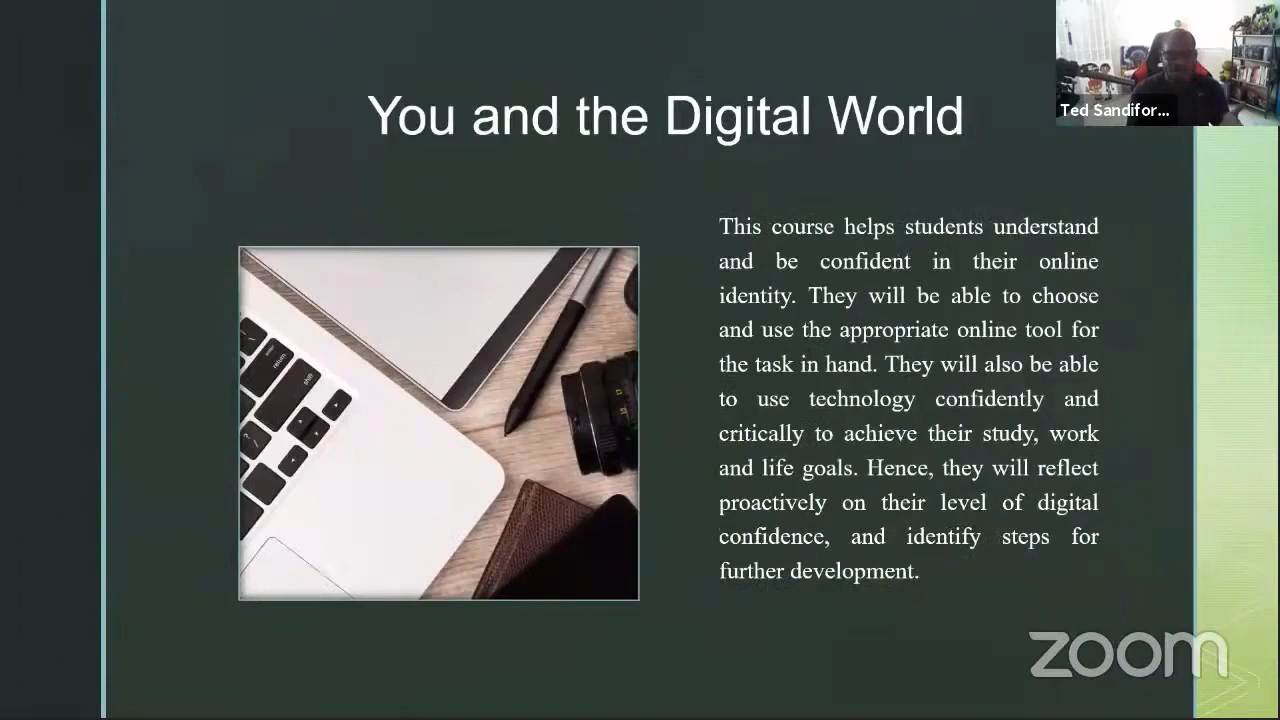 You and the Digital World
Ted Sandifor...
This course helps students understand
and be confident in their online
identity. They will be able to choose
and use the appropriate online tool for
the task in hand. They will also be able
to use technology confidently and
critically to achieve their study, work
and life goals. Hence, they will reflect
proactively on their level of digital
confidence, and identify steps for
further development.
return
shift
zoom